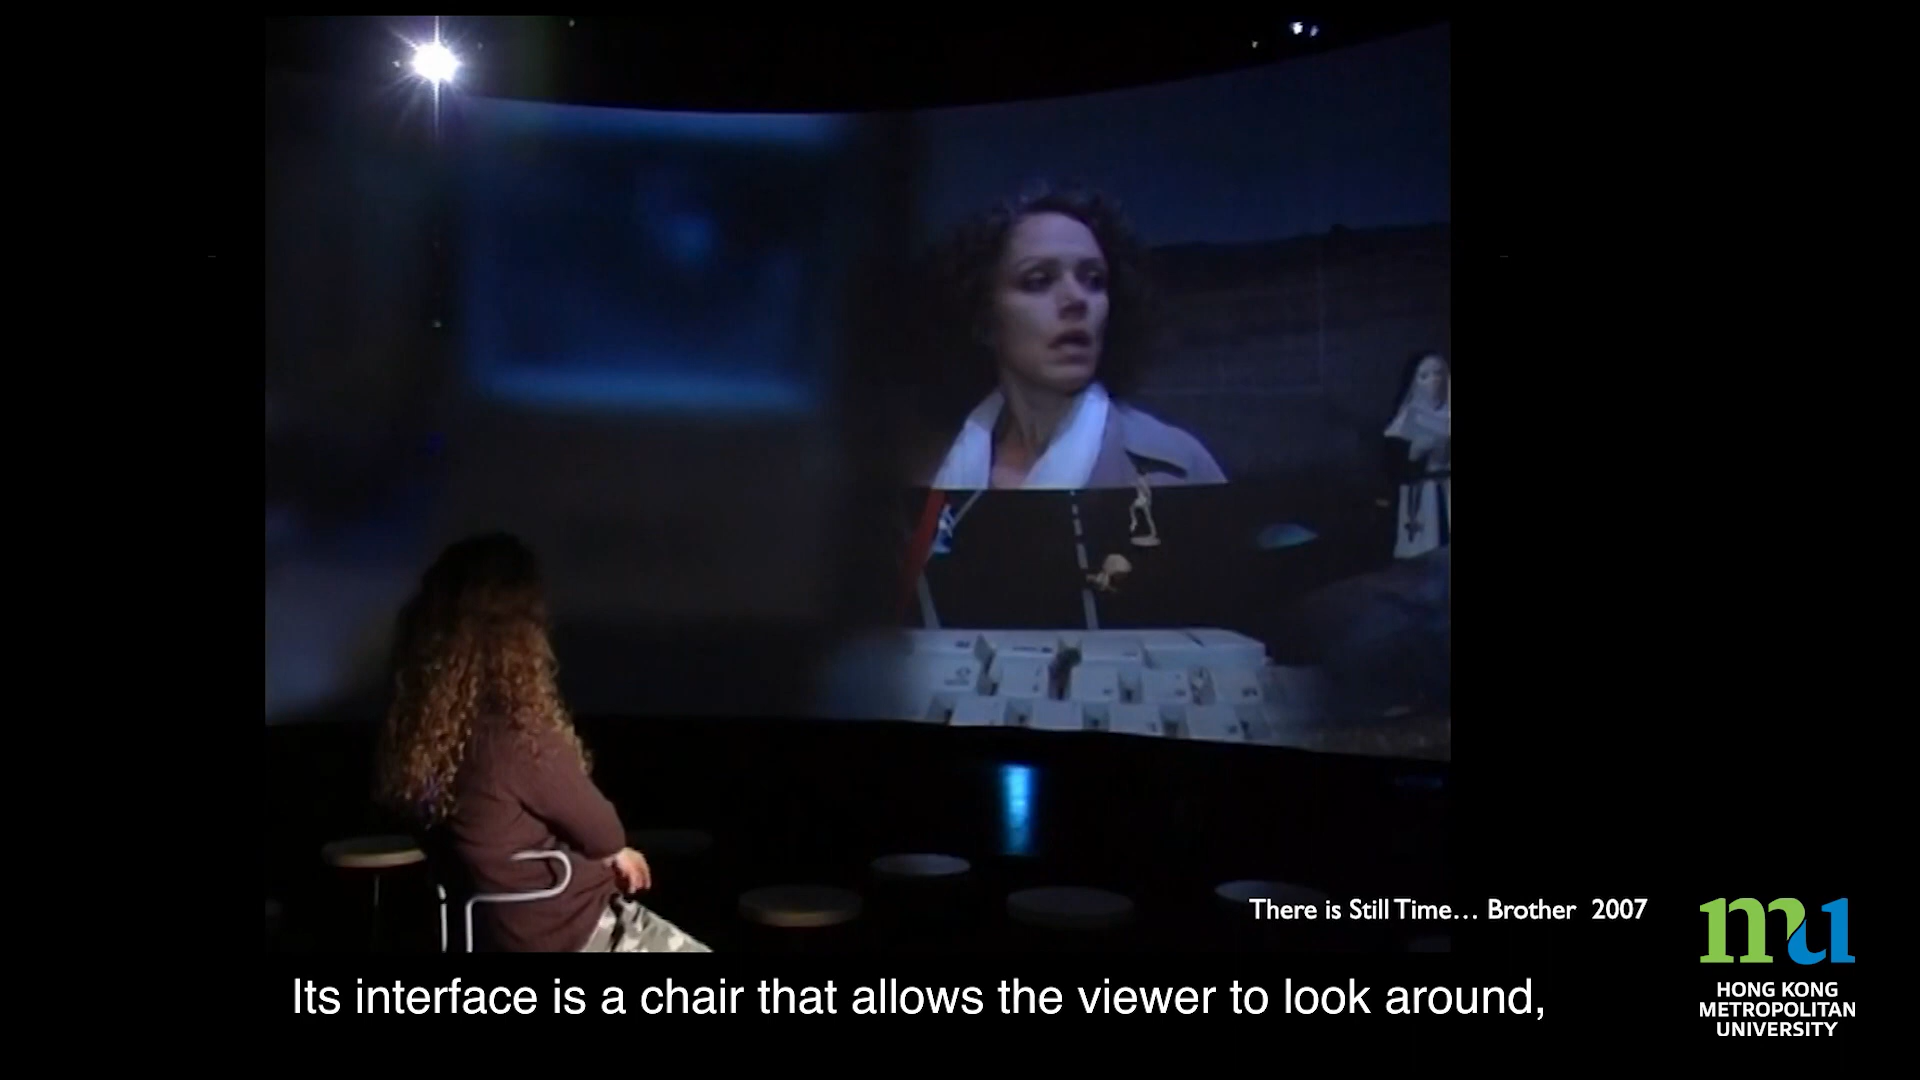 There is Still Time... Brother 2007
mu
HONG KONG
METROPOLITAN
UNIVERSITY
Its interface is a chair that allows the viewer to look around,